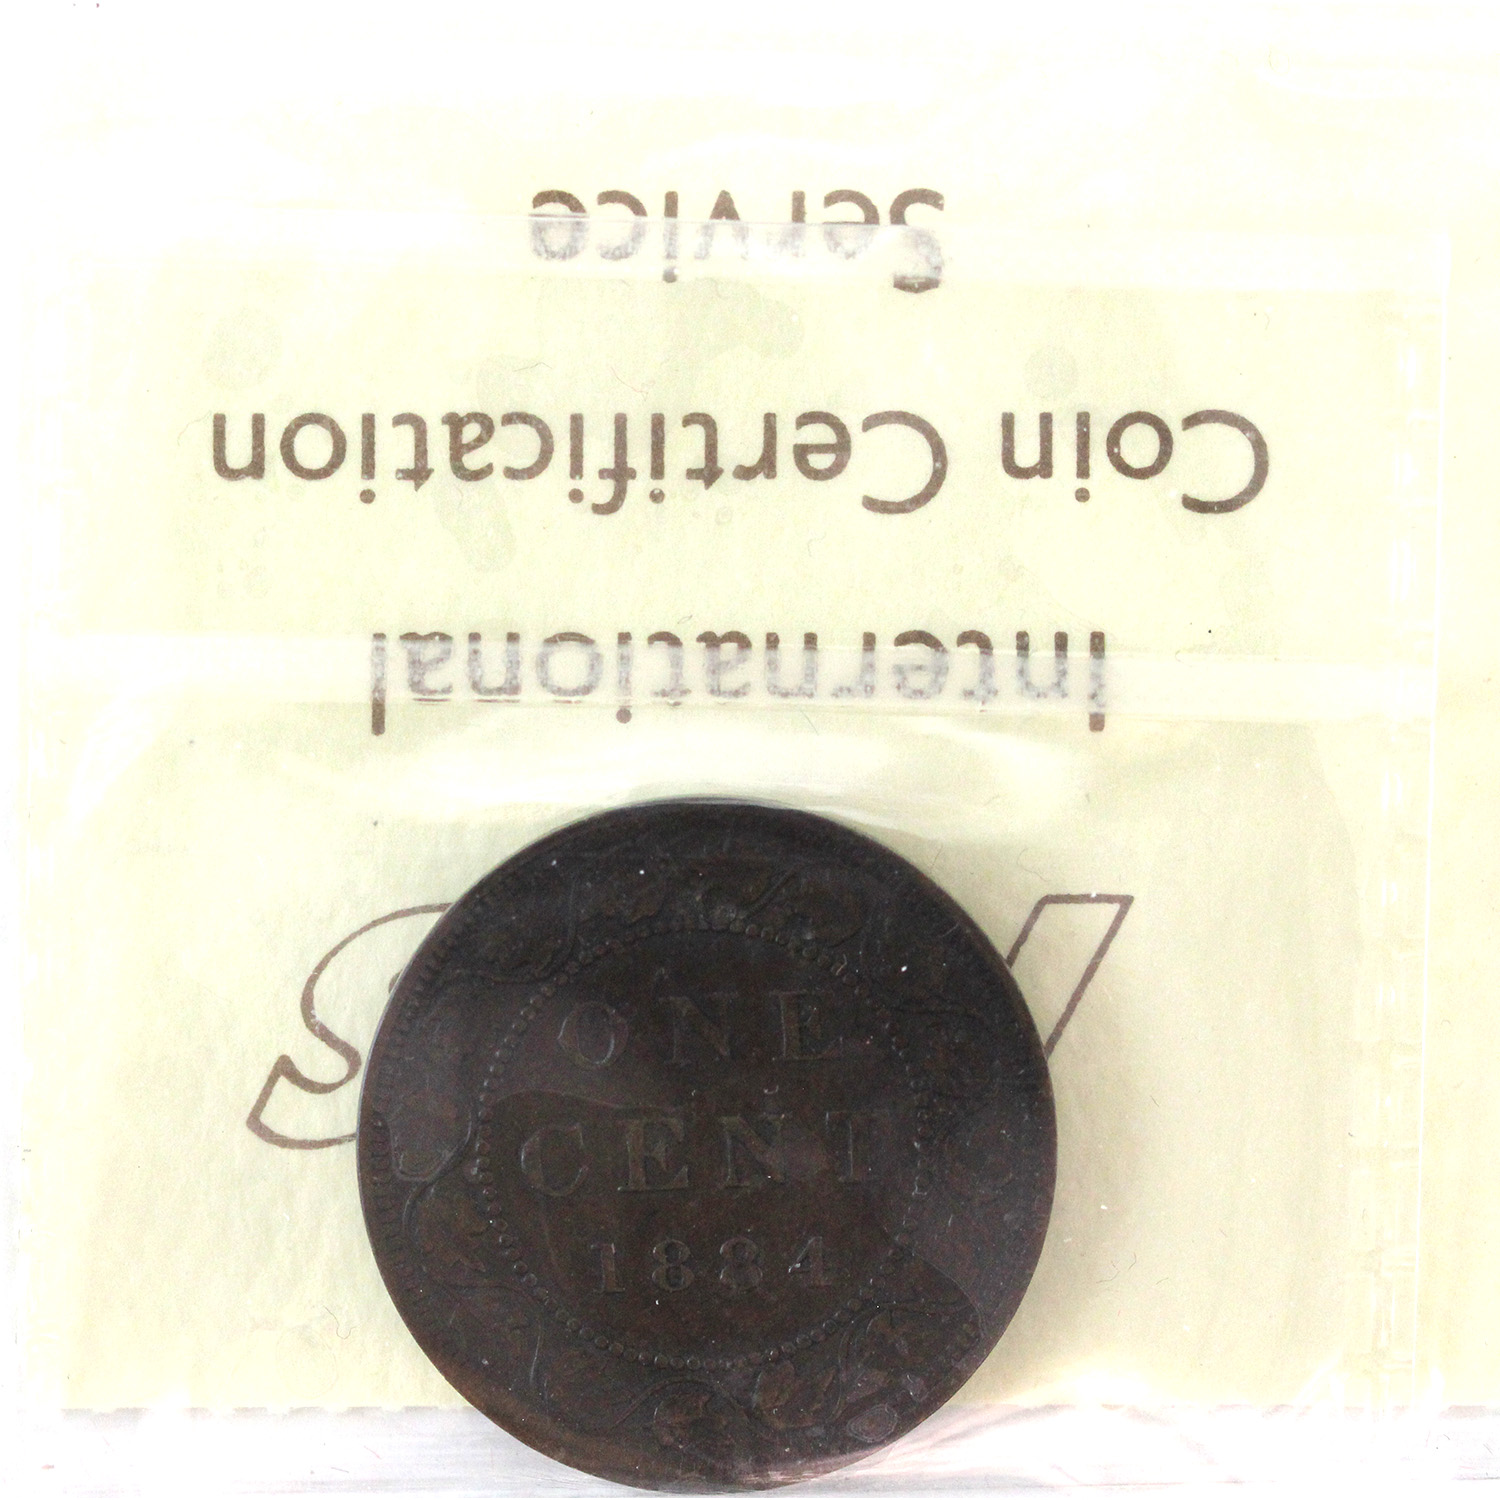 International
Coin Certification
Service
ONE
CENT
1884